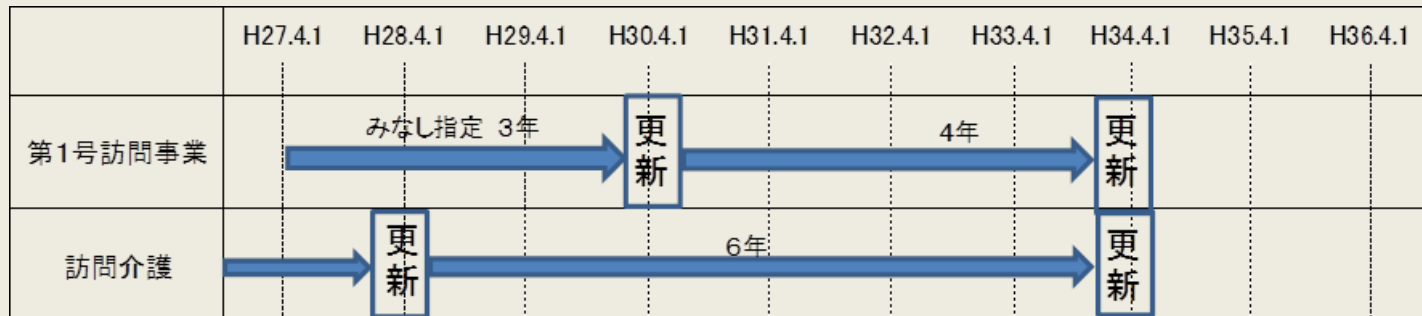 H27.4.1 H28.4.1 H29.4.1 H30.4.1 H31.4.1 H32.4.1 H33.4.1 H34.4.1 H35.4.1 H36.4.1
第1号訪問事業 みなし指定 3年 更新 4年 更新
訪問介護 更新 6年 更新